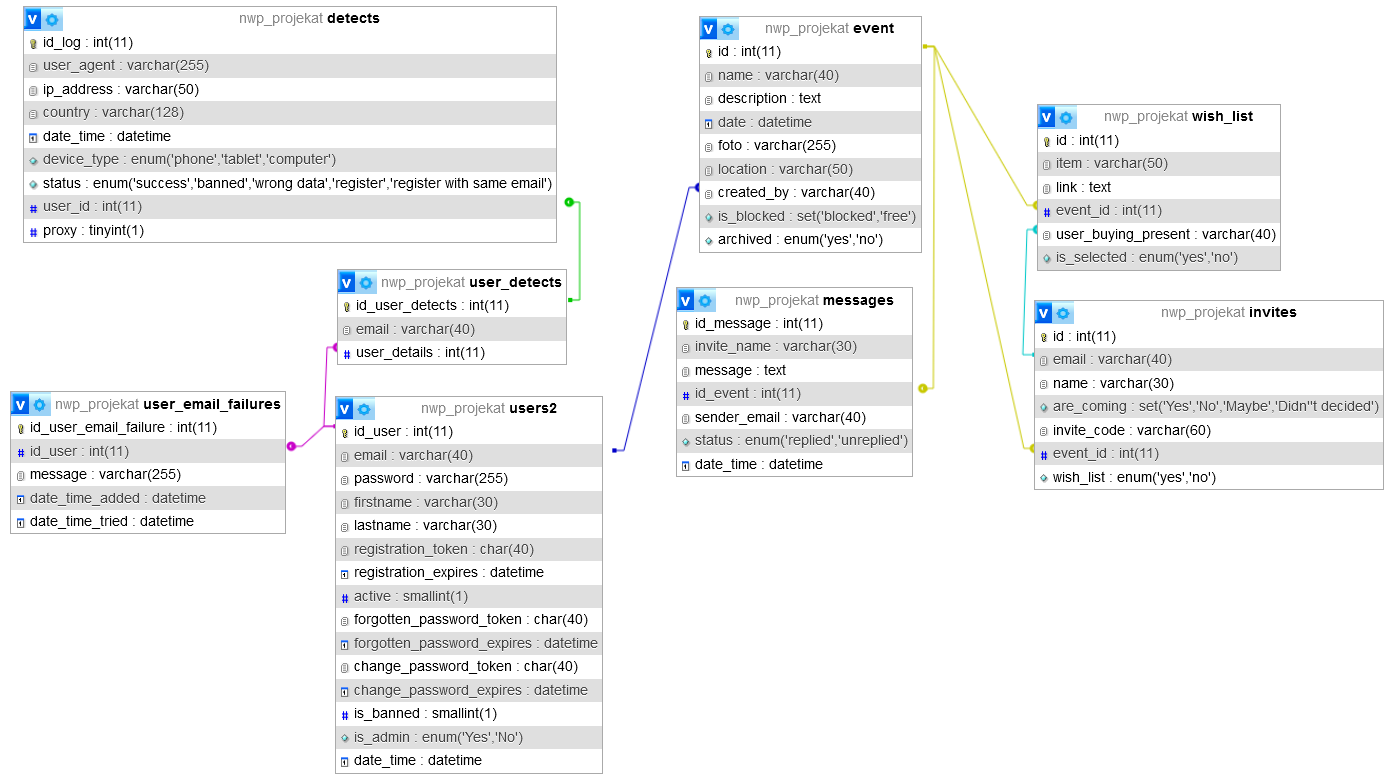 nwp_projekat detects
id_log : int(11)
user_agent : varchar(255)
ip_address : varchar(50)
country : varchar(128)
date_time : datetime
device_type : enum('phone','tablet','computer')
status : enum('success','banned','wrong data','register','register with same email')
user_id : int(11)
proxy : tinyint(1)
nwp_projekat user_detects
id_user_detects : int(11)
email : varchar(40)
user_details : int(11)
nwp_projekat user_email_failures
id_user_email_failure : int(11)
id_user : int(11)
message : varchar(255)
date_time_added : datetime
date_time_tried : datetime
nwp_projekat users2
id_user : int(11)
email : varchar(40)
password : varchar(255)
firstname : varchar(30)
lastname : varchar(30)
registration_token : char(40)
registration_expires : datetime
active : smallint(1)
forgotten_password_token : char(40)
forgotten_password_expires : datetime
change_password_token : char(40)
change_password_expires : datetime
is_banned : smallint(1)
is_admin : enum('Yes','No')
date_time : datetime
nwp_projekat event
id : int(11)
name : varchar(40)
description : text
date : datetime
foto : varchar(255)
location : varchar(50)
created_by : varchar(40)
is_blocked : set('blocked','free')
archived : enum('yes','no')
nwp_projekat messages
id_message : int(11)
invite_name : varchar(30)
message : text
id_event : int(11)
sender_email : varchar(40)
status : enum('replied','unreplied')
date_time : datetime
nwp_projekat wish_list
id : int(11)
item : varchar(50)
link : text
event_id : int(11)
user_buying_present : varchar(40)
is_selected : enum('yes','no')
nwp_projekat invites
id : int(11)
email : varchar(40)
name : varchar(30)
are_coming : set('Yes','No','Maybe','Didn''t decided')
invite_code : varchar(60)
event_id : int(11)
wish_list : enum('yes','no')